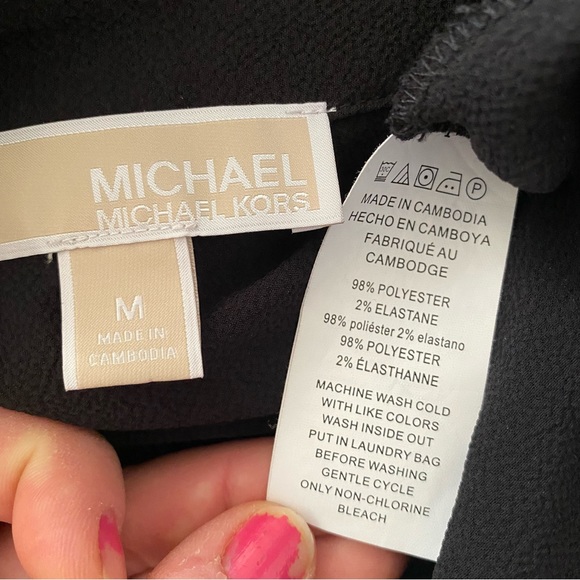 MICHAEL
MICHAEL KORS
M
MADE IN
CAMBODIA
MADE IN CAMBODIA
HECHO EN CAMBOYA
FABRIQUÉ AU
CAMBODGE
98% POLYESTER
2% ELASTANE
98% poliéster 2% elastano
98% POLYESTER
2% ÉLASTHANNE
MACHINE WASH COLD
WITH LIKE COLORS
WASH INSIDE OUT
PUT IN LAUNDRY BAG
BEFORE WASHING
GENTLE CYCLE
ONLY NON-CHLORINE
BLEACH